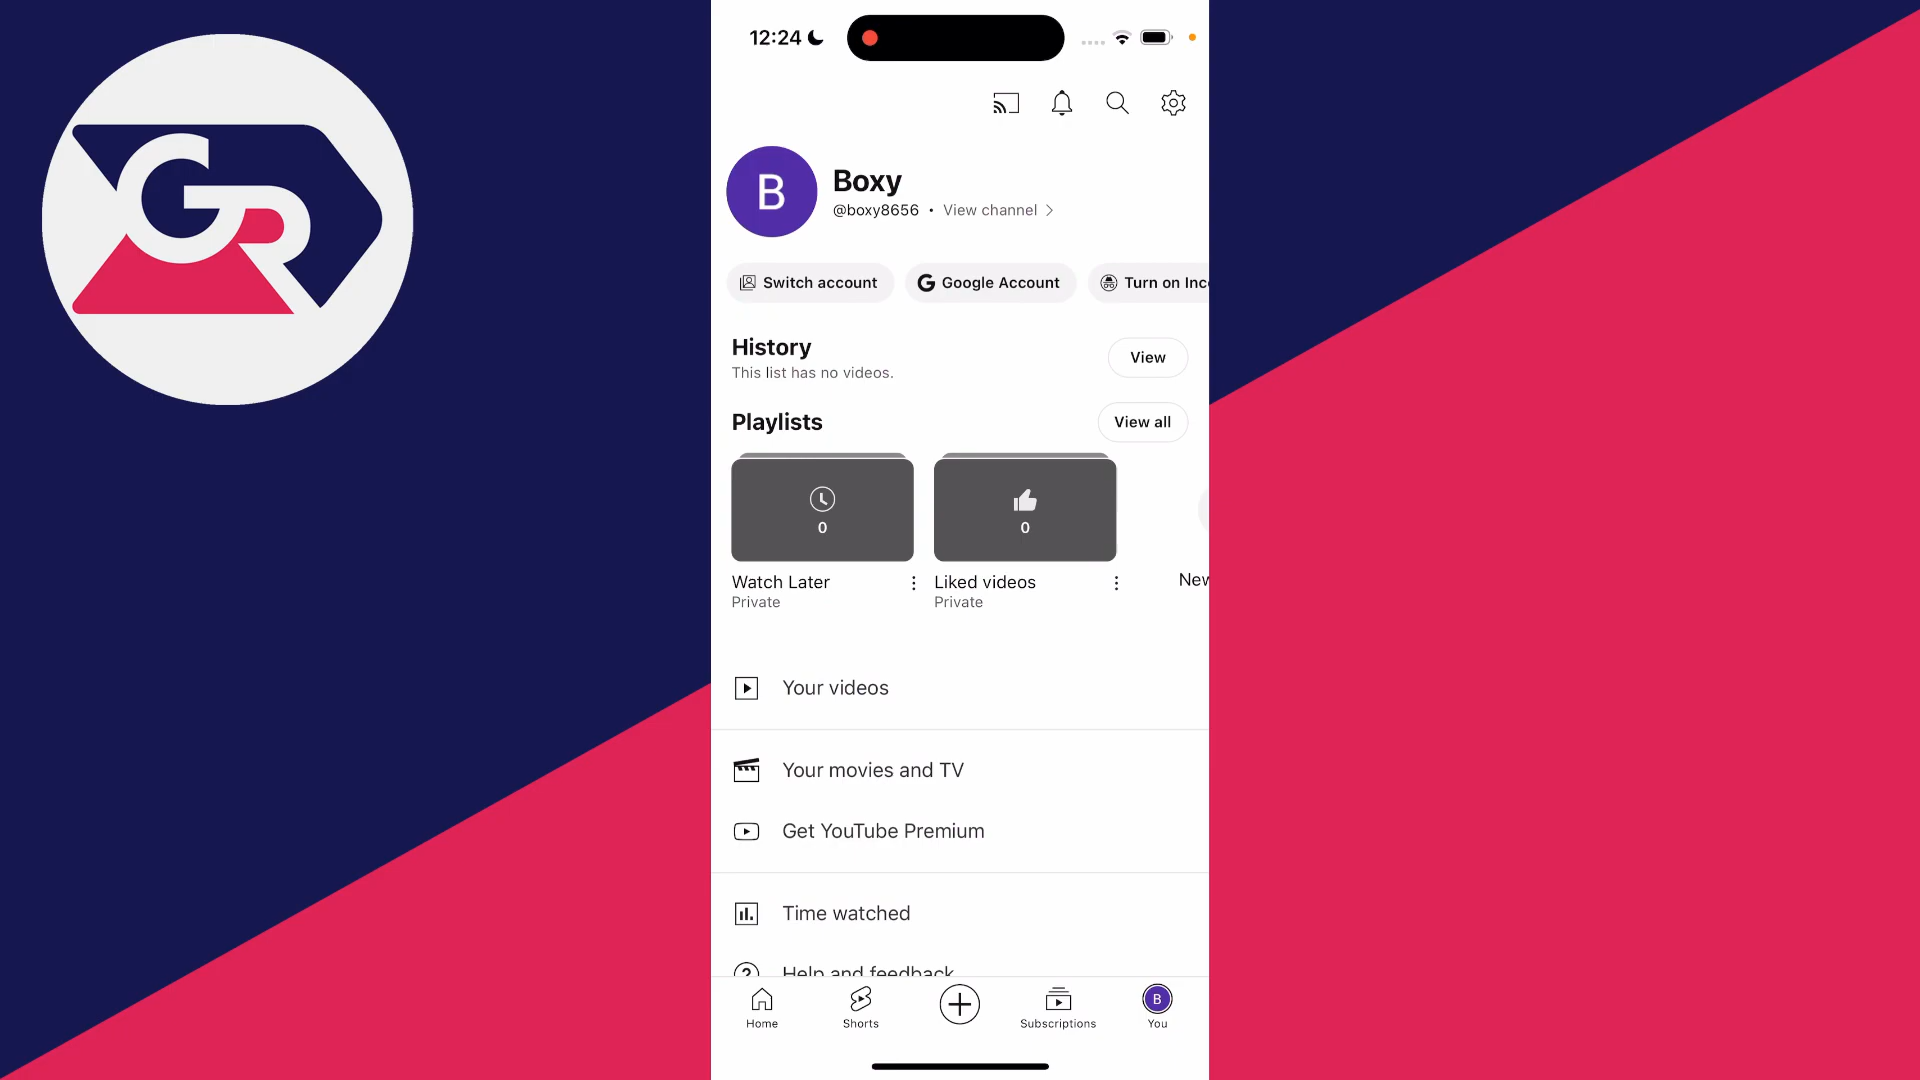 GR
12:24
B
Boxy
@boxy8656 • View channel
Switch account
Google Account
Turn on Inc
History
This list has no videos.
View
Playlists
View all
0
0
Watch Later
Private
Liked videos
Private
New
Your videos
Your movies and TV
Get YouTube Premium
Time watched
Help and feedback
Home
Shorts
Subscriptions
B
You